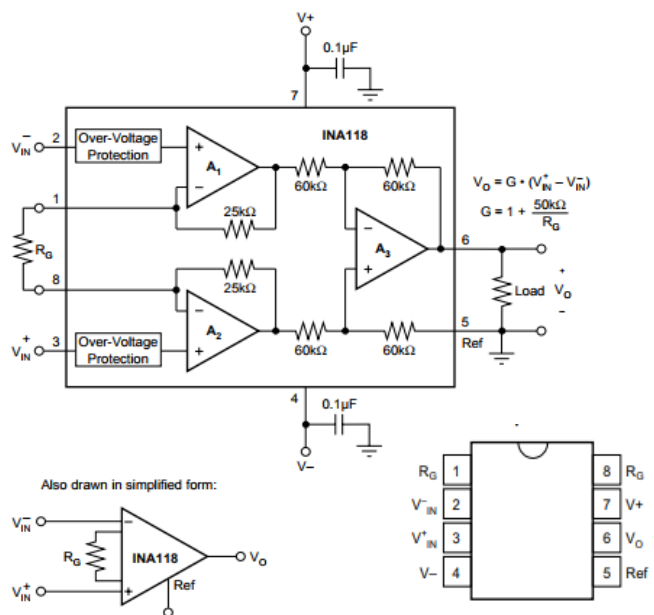 V+
0.1µF
7
INA118
V⁻IN
2
Over-Voltage
Protection
+
A1
−
60kΩ
60kΩ
VO = G • (V⁺IN − V⁻IN)
G = 1 + 50kΩ / RG
1
25kΩ
RG
−
A3
+
6
+
Load
VO
−
8
25kΩ
−
A2
+
V⁺IN
3
Over-Voltage
Protection
60kΩ
60kΩ
5
Ref
4
0.1µF
V−
Also drawn in simplified form:
V⁻IN
−
RG
INA118
VO
V⁺IN
+
Ref
RG 1 8 RG
V⁻IN 2 7 V+
V⁺IN 3 6 VO
V− 4 5 Ref